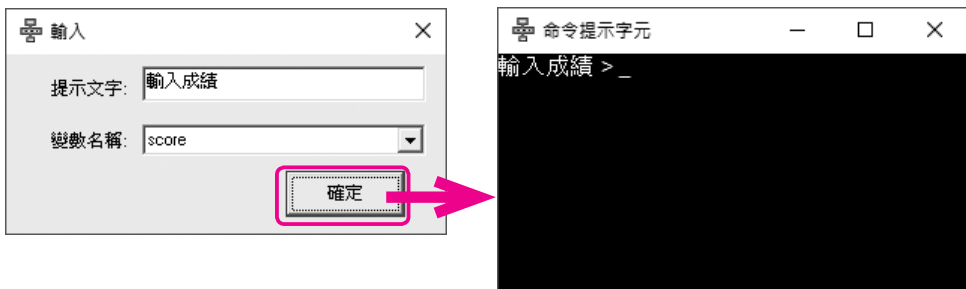 輸入
提示文字: 輸入成績
變數名稱: score
確定
命令提示字元
輸入成績 >_